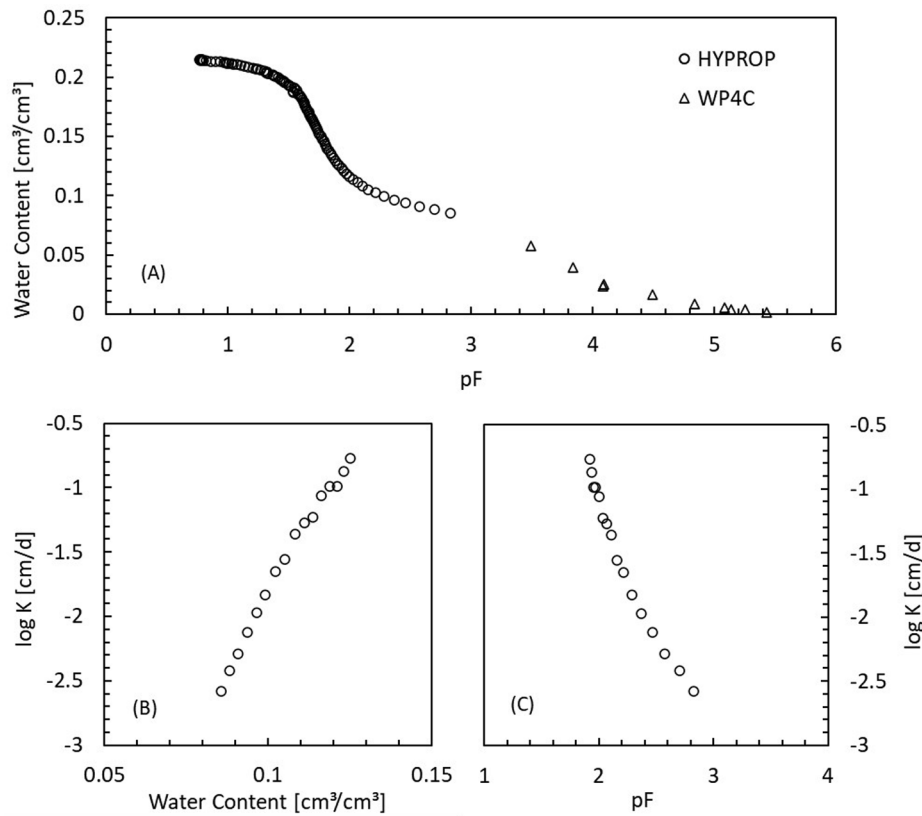 0.25
0.2
0.15
0.1
0.05
0
Water Content [cm³/cm³]
HYPROP
WP4C
(A)
0 1 2 3 4 5 6
pF
-0.5
-1
-1.5
-2
-2.5
-3
log K [cm/d]
(B)
0.05 0.1 0.15
Water Content [cm³/cm³]
(C)
1 2 3 4
pF
-0.5
-1
-1.5
-2
-2.5
-3
log K [cm/d]